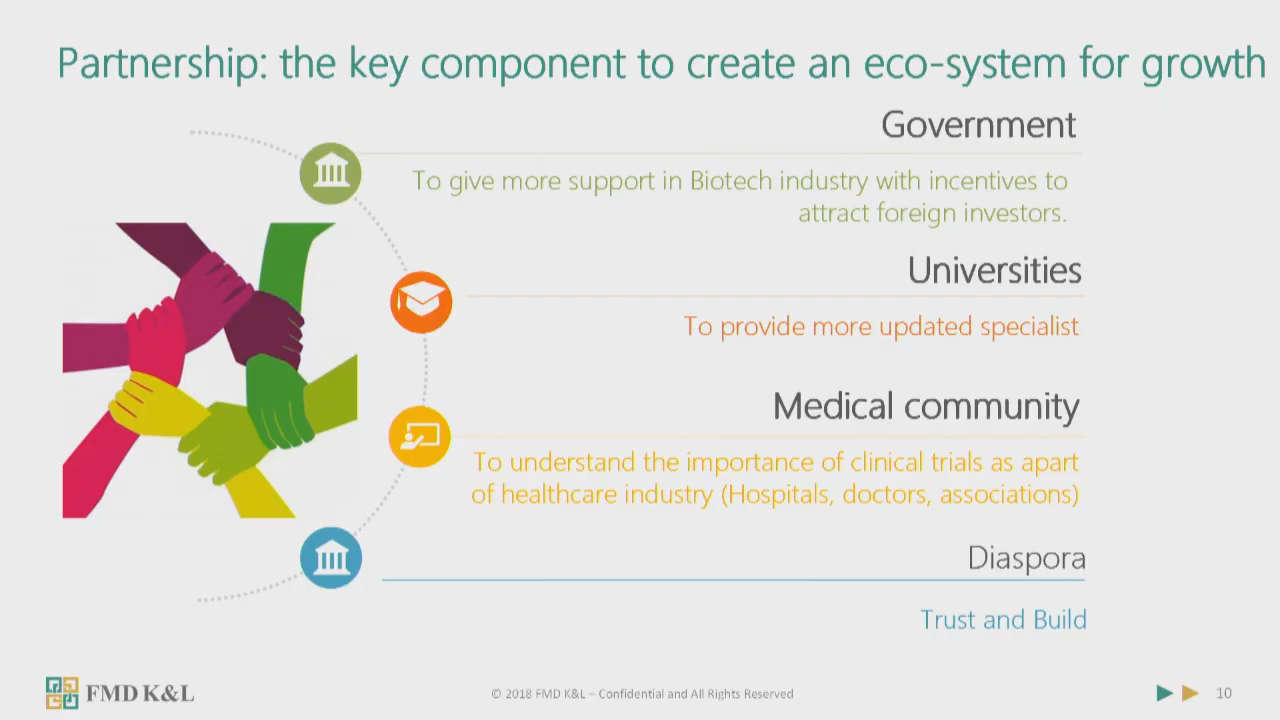 Partnership: the key component to create an eco-system for growth
Government
To give more support in Biotech industry with incentives to
attract foreign investors.
Universities
To provide more updated specialist
Medical community
To understand the importance of clinical trials as apart
of healthcare industry (Hospitals, doctors, associations)
Diaspora
Trust and Build
FMD K&L
© 2018 FMD K&L – Confidential and All Rights Reserved
10